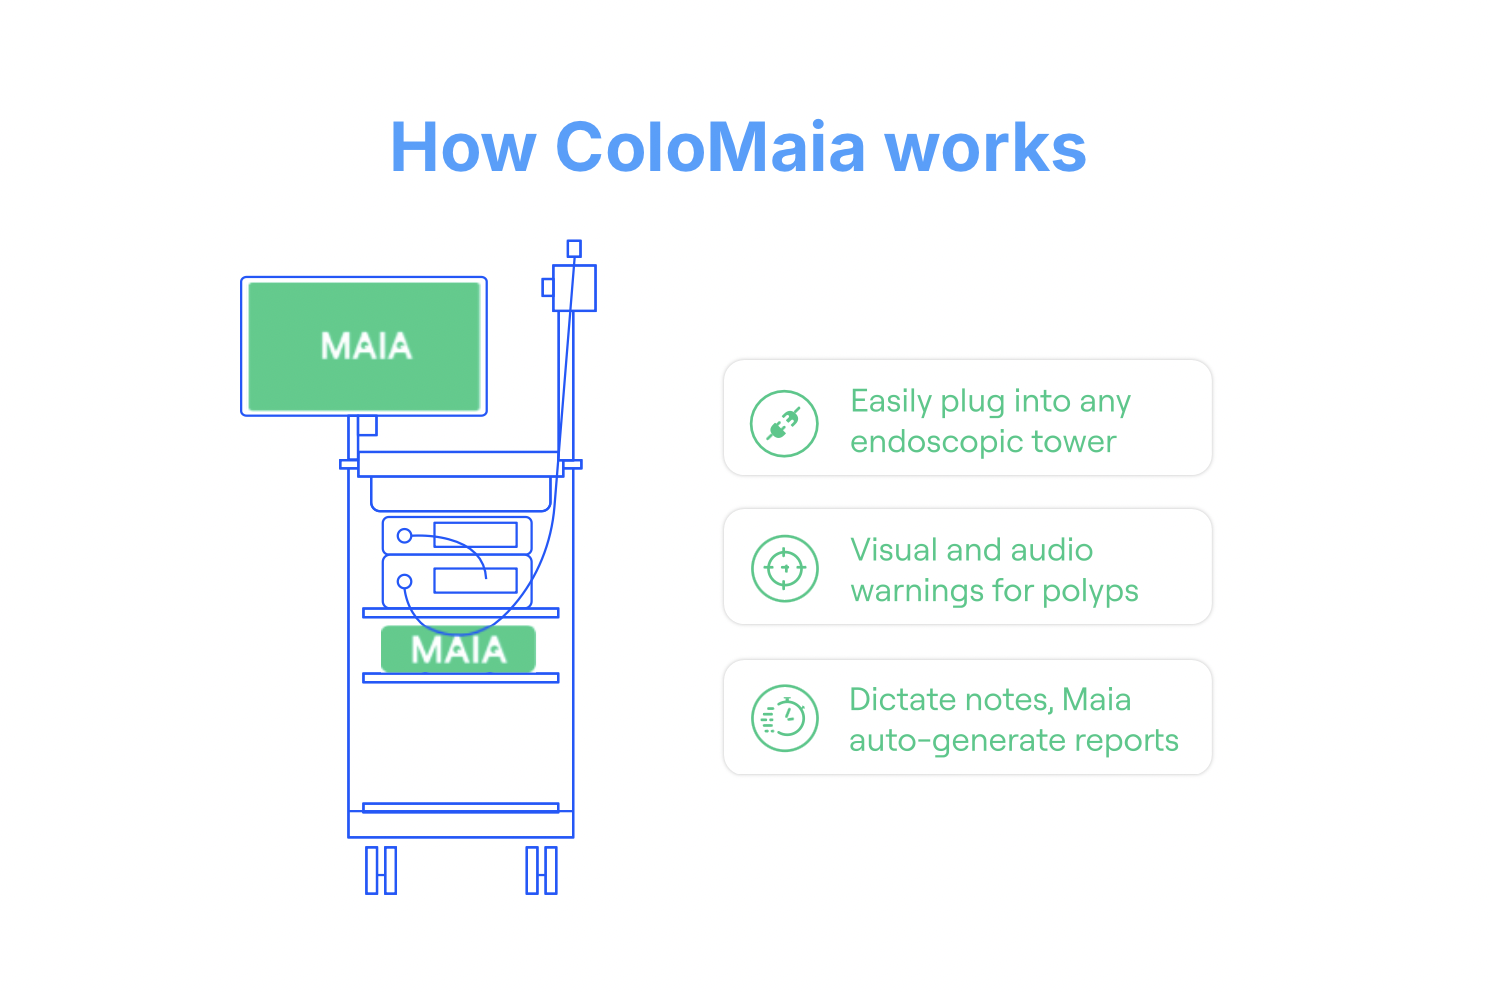 How ColoMaia works
MAIA
MAIA
Easily plug into any
endoscopic tower
Visual and audio
warnings for polyps
Dictate notes, Maia
auto-generate reports